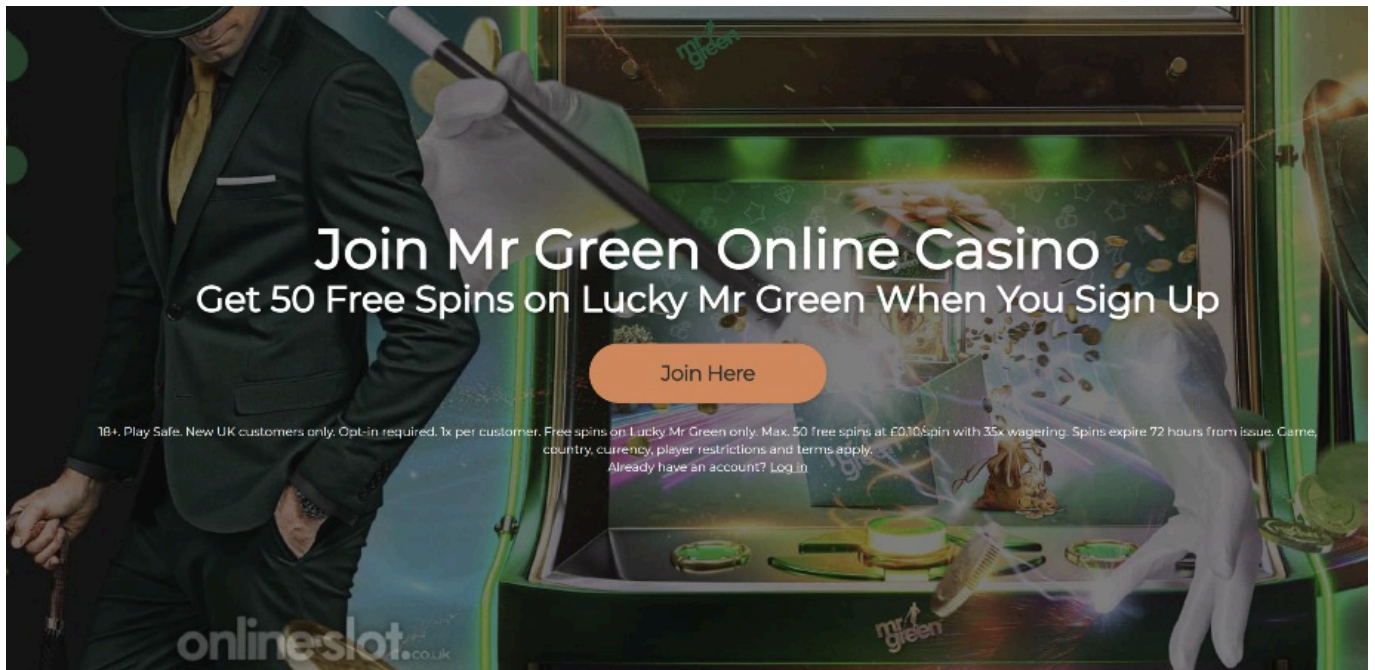 mr
green
Join Mr Green Online Casino
Get 50 Free Spins on Lucky Mr Green When You Sign Up
Join Here
18+. Play Safe. New UK customers only. Opt-in required. 1x per customer. Free spins on Lucky Mr Green only. Max. 50 free spins at £0.10/spin with 35x wagering. Spins expire 72 hours from issue. Game,
country, currency, player restrictions and terms apply.
Already have an account? Log in
mr
green
onlineslot.co.uk